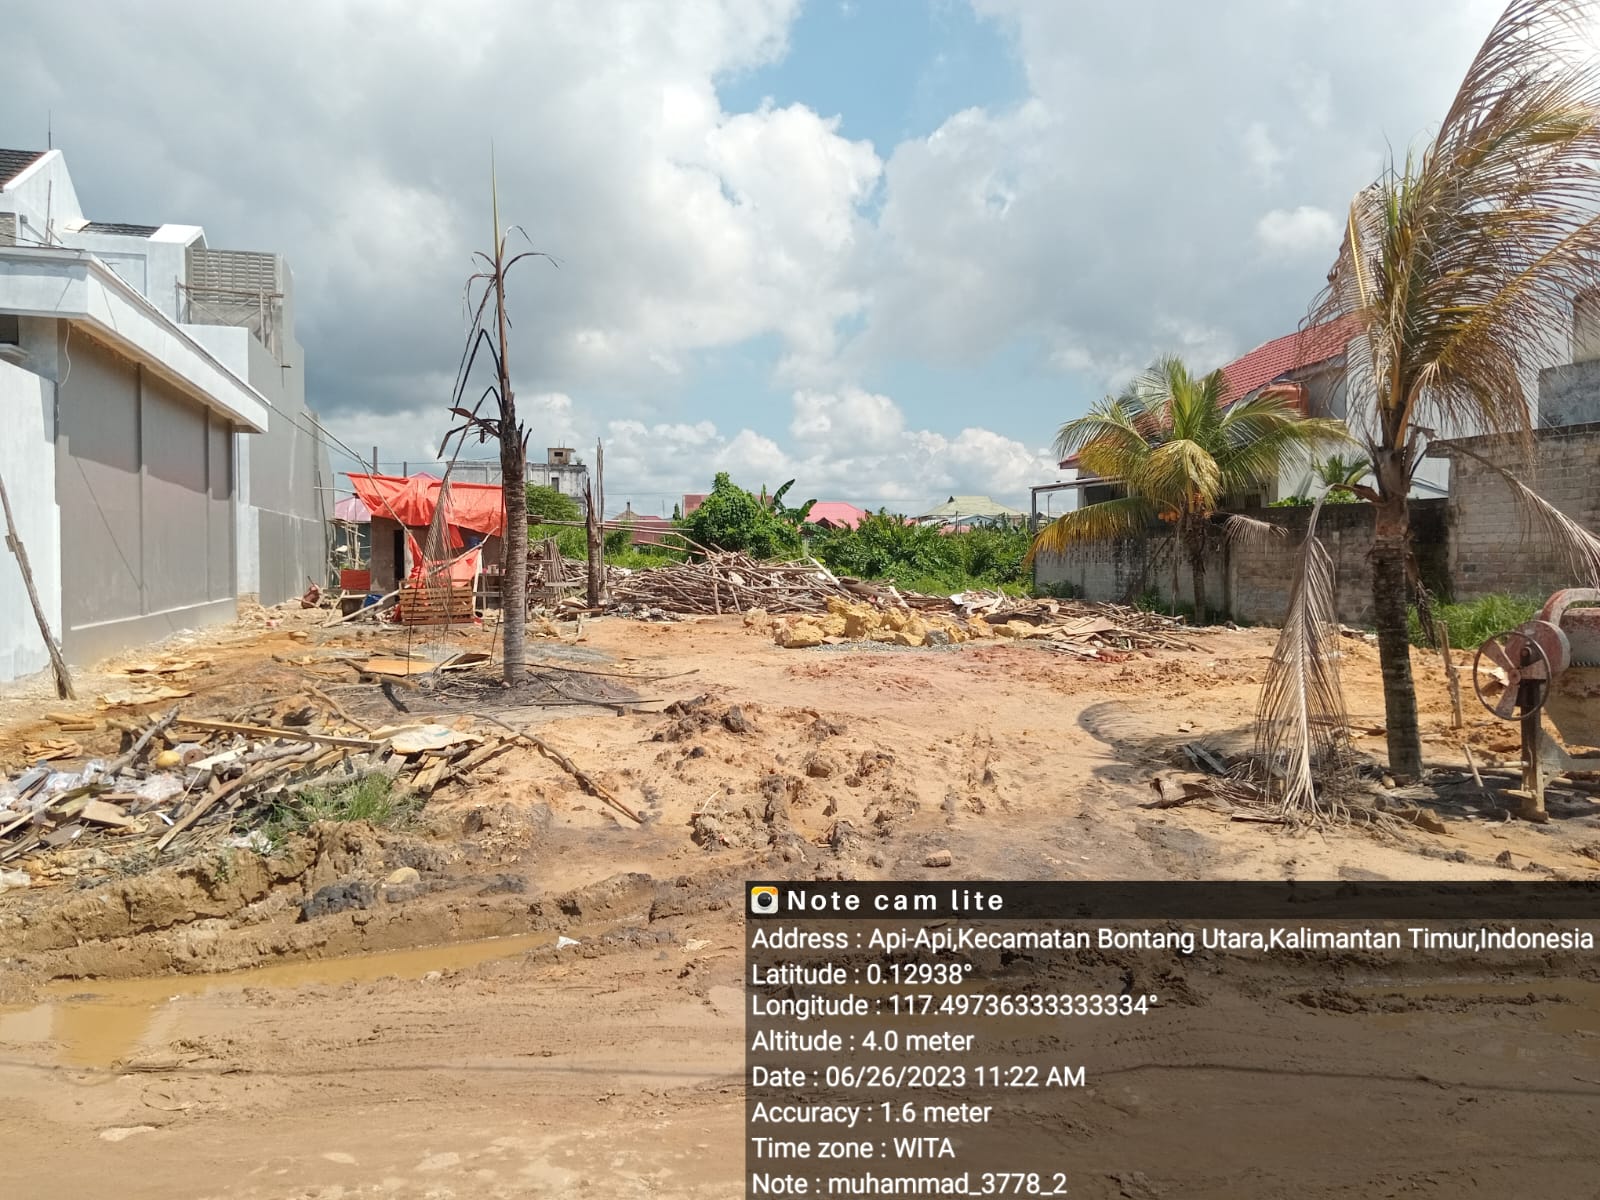 Note cam lite
Address : Api-Api,Kecamatan Bontang Utara,Kalimantan Timur,Indonesia
Latitude : 0.12938°
Longitude : 117.49736333333334°
Altitude : 4.0 meter
Date : 06/26/2023 11:22 AM
Accuracy : 1.6 meter
Time zone : WITA
Note : muhammad_3778_2